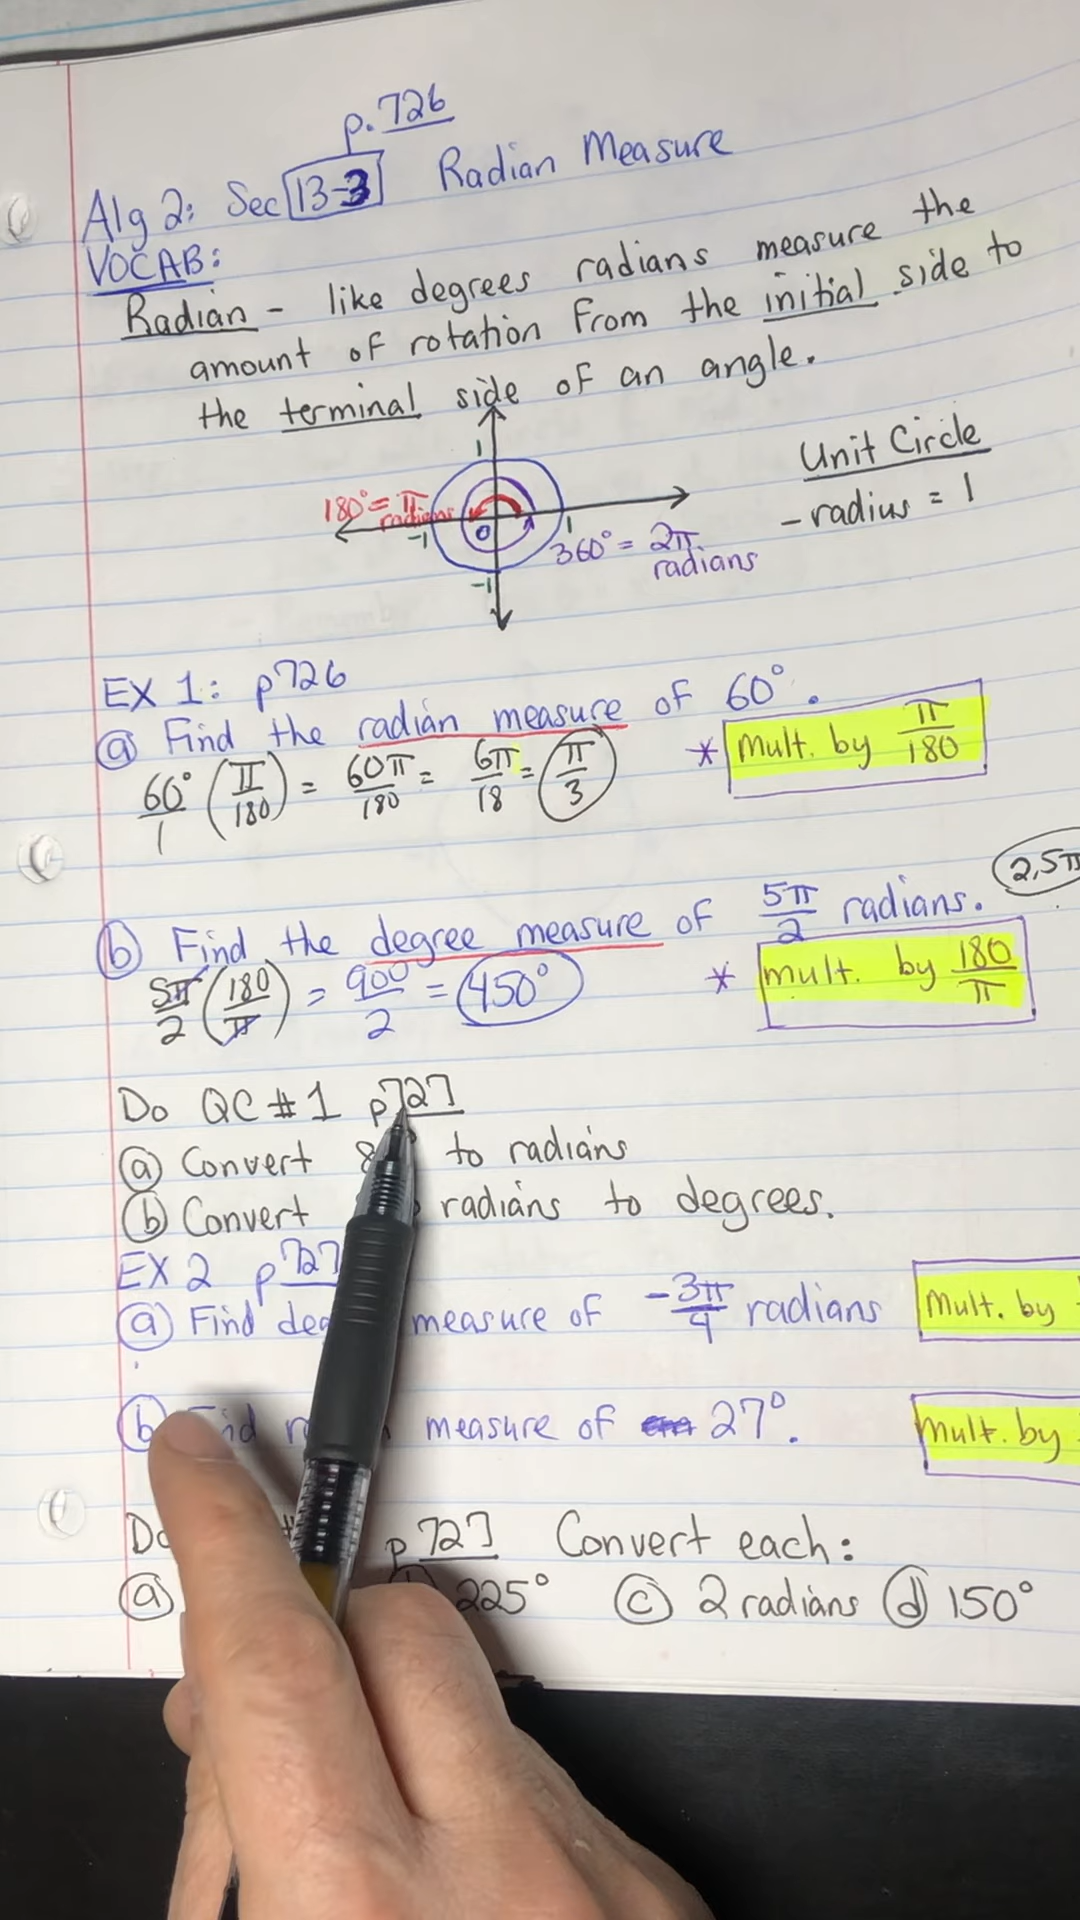 p. 726
Alg 2: Sec 13-3 Radian Measure
VOCAB:
Radian - like degrees radians measure the
amount of rotation from the initial side to
the terminal side of an angle.
Unit Circle
- radius = 1
1
180° = π
radians
-1
0
1
360° = 2π
radians
-1
EX 1: p726
(a) Find the radian measure of 60°.
60°/1 (π/180) = 60π/180 = 6π/18 = π/3
* mult. by π/180
2,5π
(b) Find the degree measure of 5π/2 radians.
5π/2 (180/π) = 900/2 = 450°
* mult. by 180/π
Do QC #1 p727
(a) Convert to radians
(b) Convert radians to degrees.
EX 2 p727
(a) Find measure of -3π/4 radians
mult. by
(b) measure of 27°.
mult. by
p 727 Convert each:
(a) 225° (c) 2 radians (d) 150°